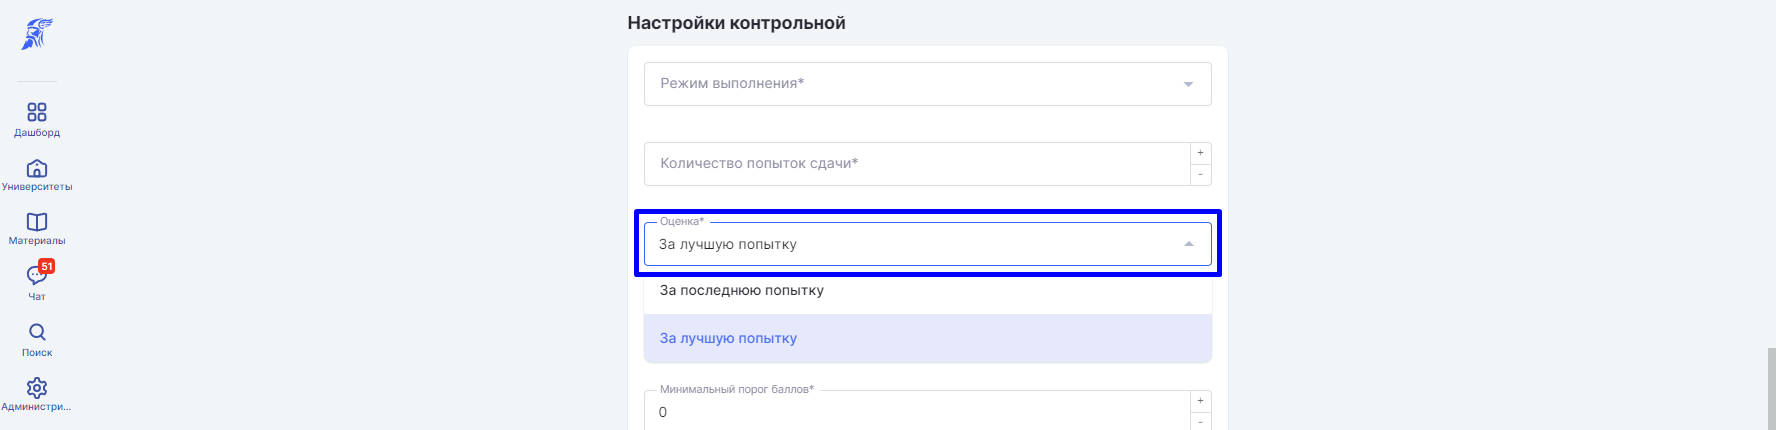 Настройки контрольной
Режим выполнения*
Дашборд
Количество попыток сдачи*
+
-
Университеты
Оценка*
За лучшую попытку
Материалы
51
Чат
За последнюю попытку
За лучшую попытку
Поиск
Минимальный порог баллов*
0
+
-
Администри...